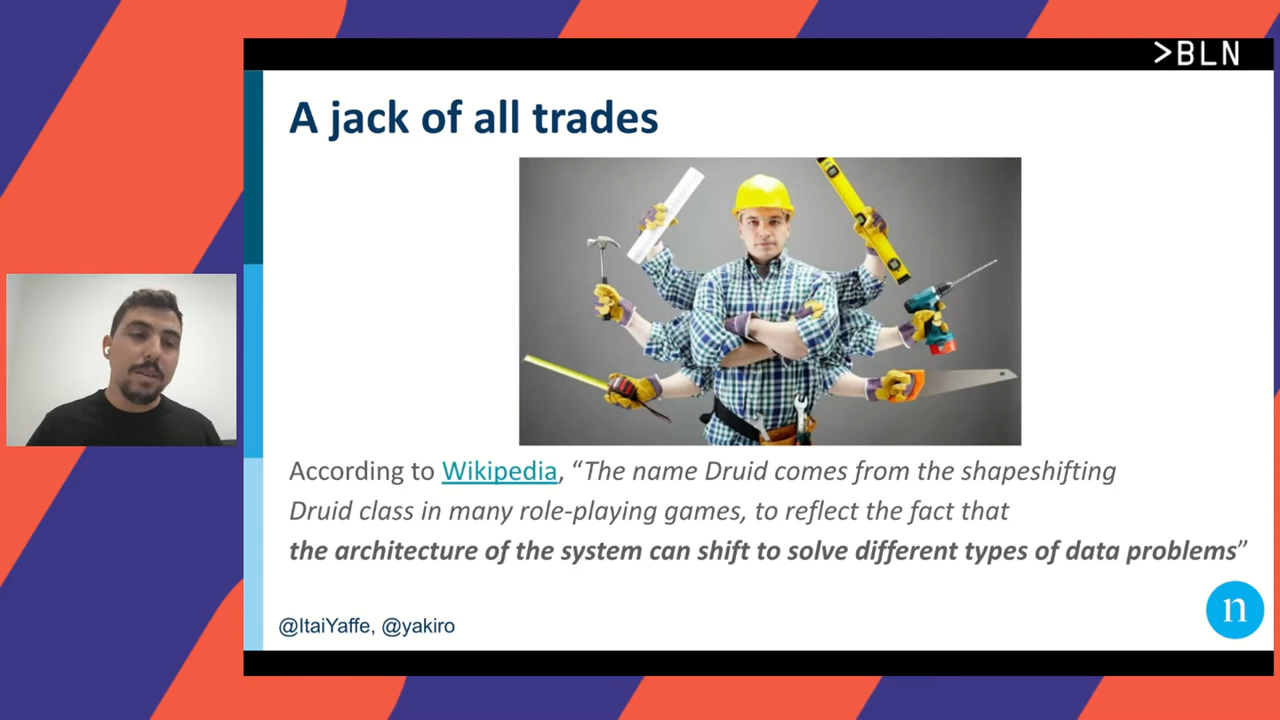 >BLN
A jack of all trades
According to Wikipedia, “The name Druid comes from the shapeshifting
Druid class in many role-playing games, to reflect the fact that
the architecture of the system can shift to solve different types of data problems”
n
@ItaiYaffe, @yakiro